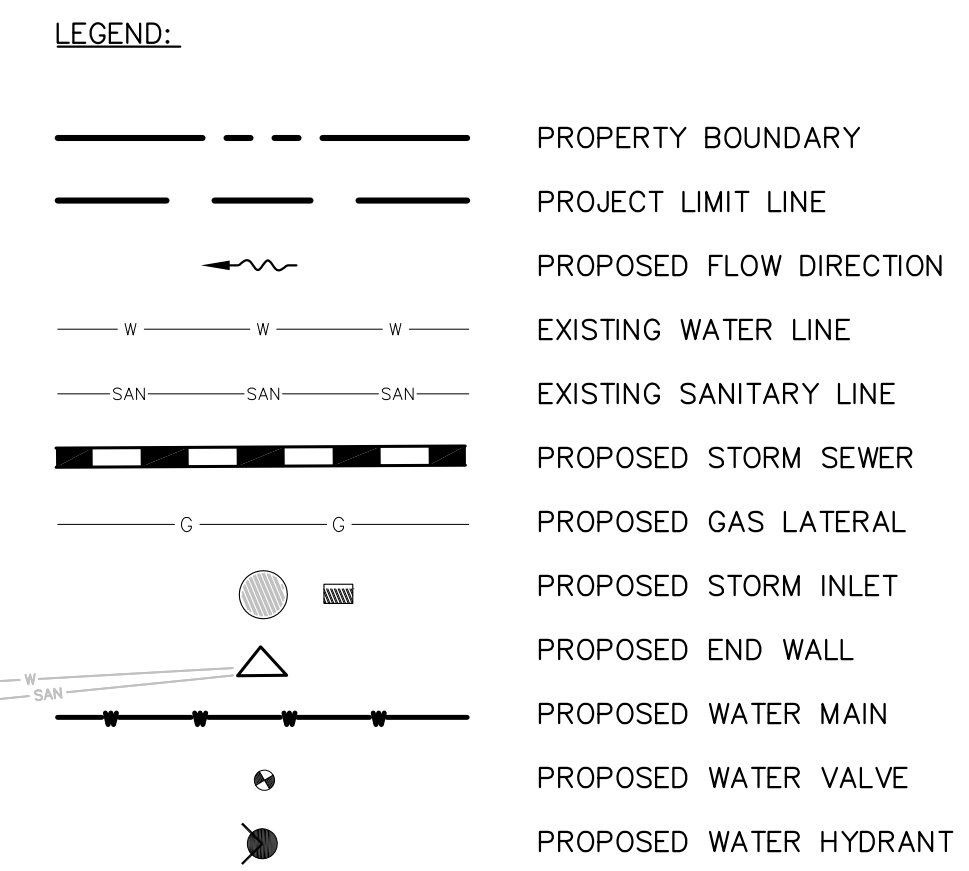 LEGEND:
PROPERTY BOUNDARY
PROJECT LIMIT LINE
PROPOSED FLOW DIRECTION
W W W EXISTING WATER LINE
SAN SAN SAN EXISTING SANITARY LINE
PROPOSED STORM SEWER
G G PROPOSED GAS LATERAL
PROPOSED STORM INLET
PROPOSED END WALL
W
SAN
W W W W PROPOSED WATER MAIN
PROPOSED WATER VALVE
PROPOSED WATER HYDRANT